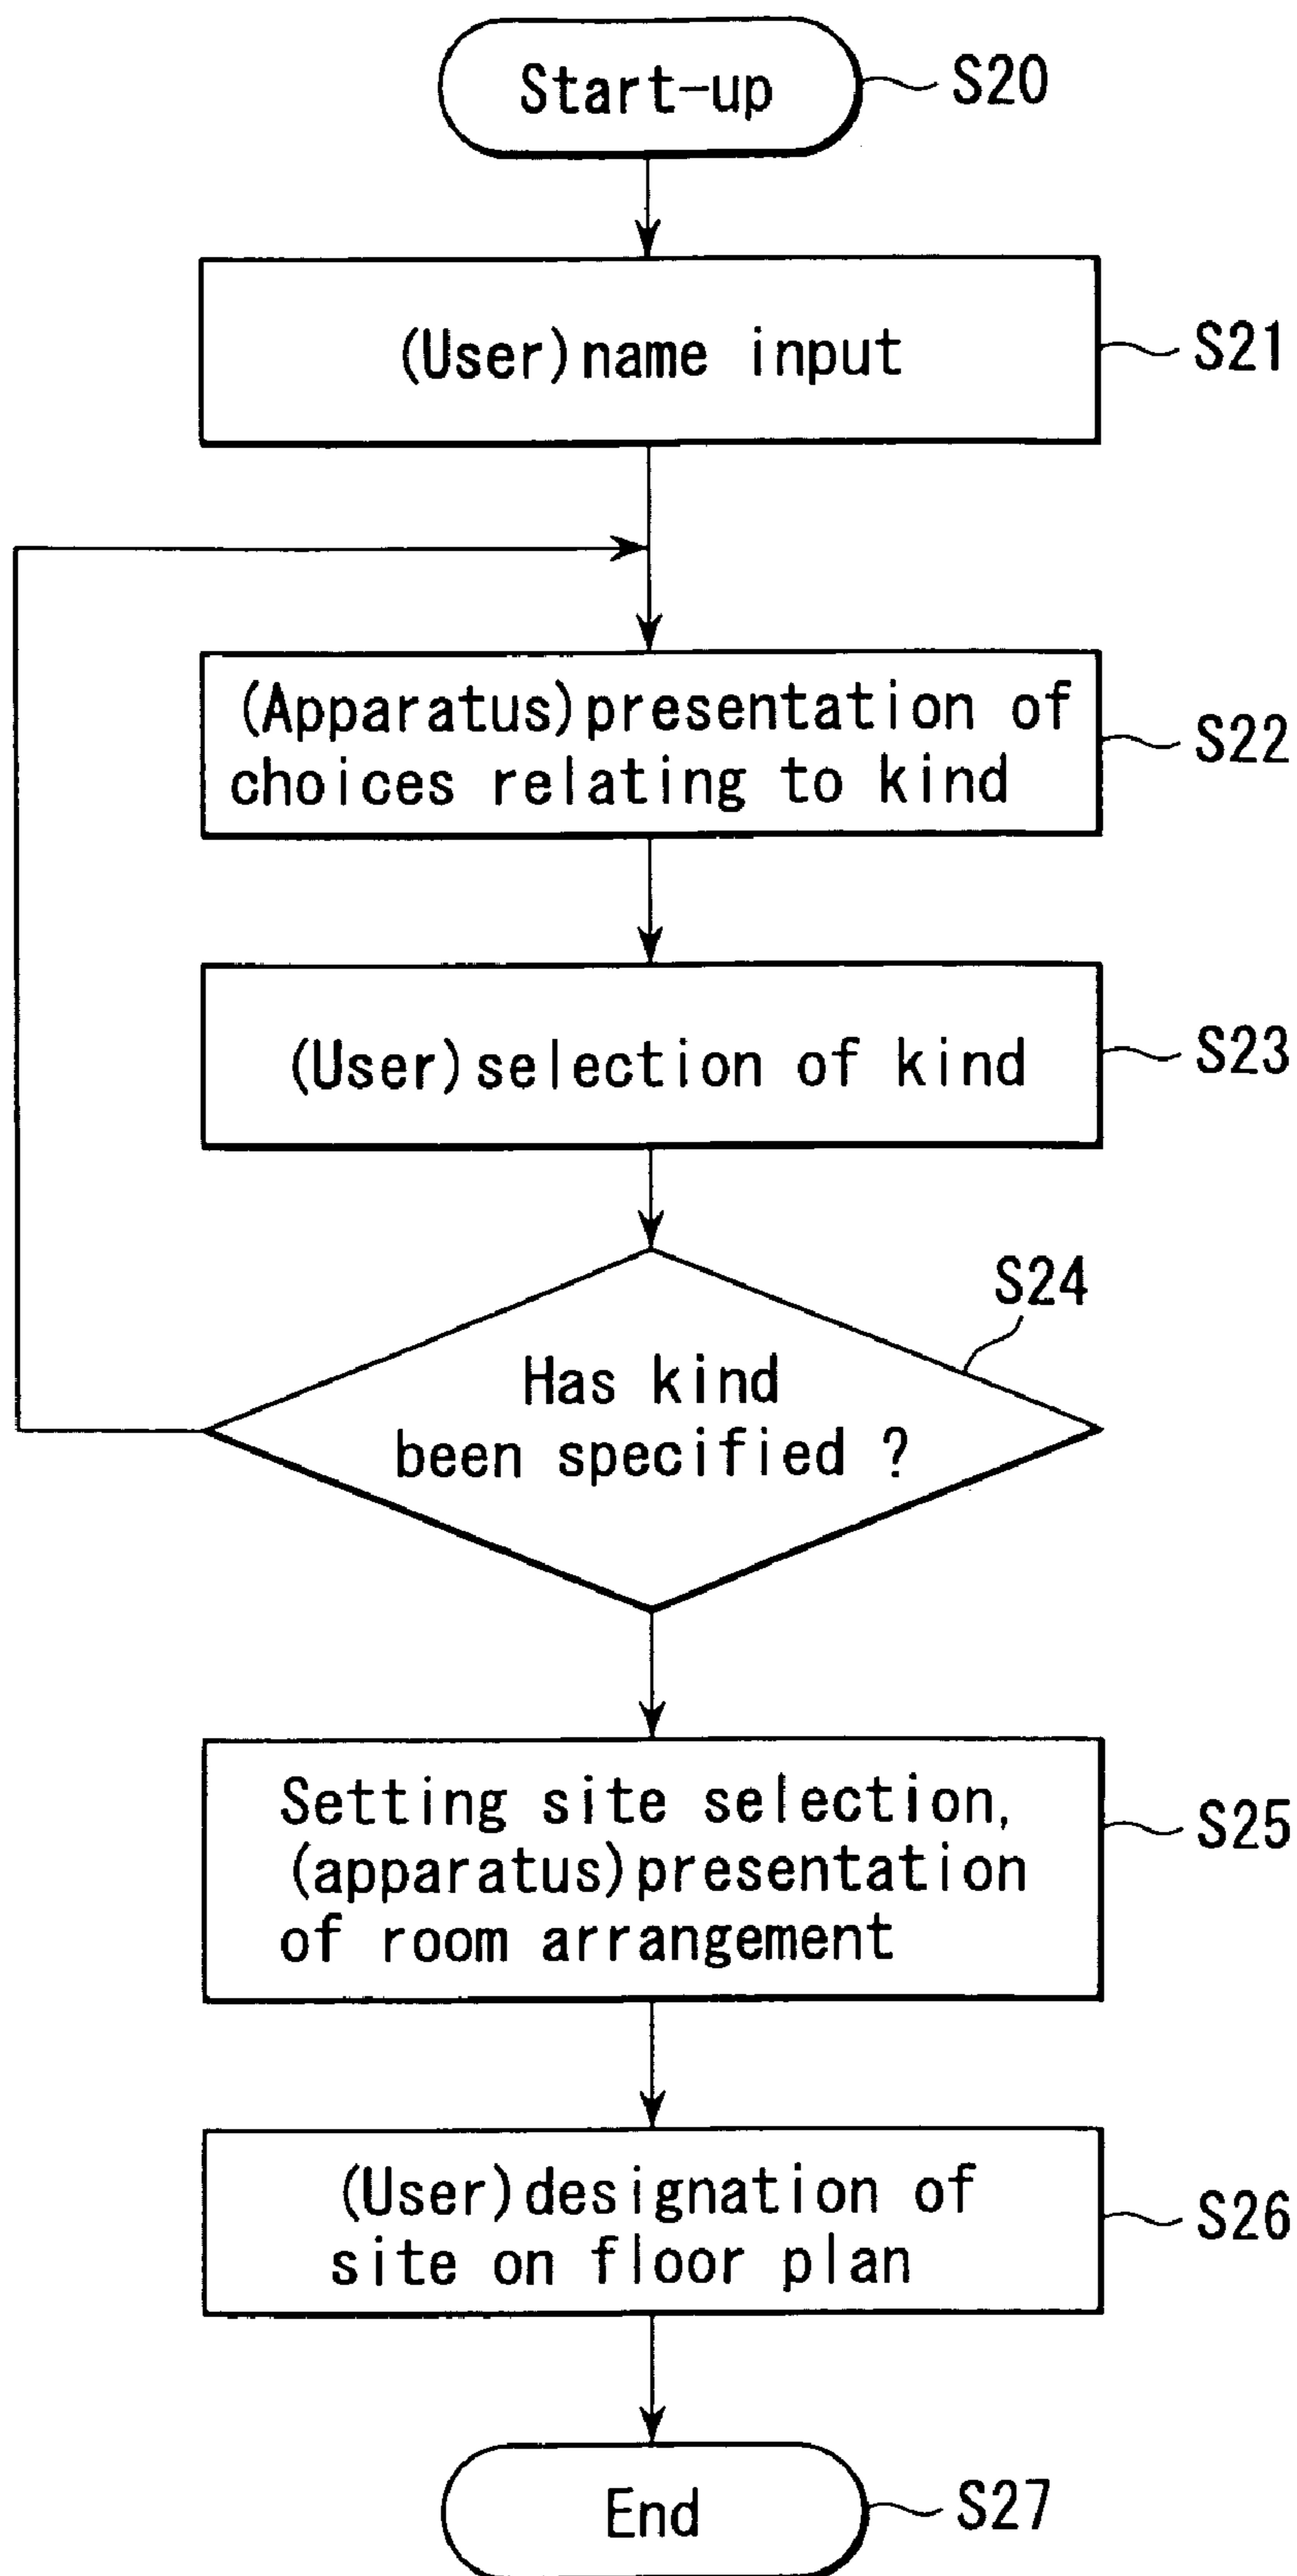 Start-up
S20
(User)name input
S21
(Apparatus)presentation of
choices relating to kind
S22
(User)selection of kind
S23
S24
Has kind
been specified ?
Setting site selection,
(apparatus)presentation
of room arrangement
S25
(User)designation of
site on floor plan
S26
End
S27